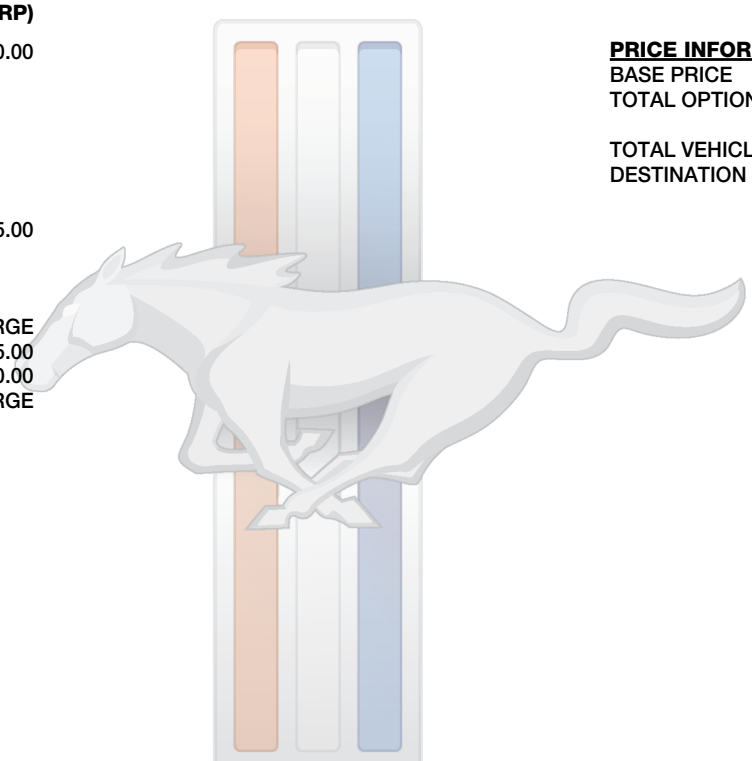 RP)
0.00
5.00
RGE
5.00
0.00
RGE
PRICE INFOR
BASE PRICE
TOTAL OPTION
TOTAL VEHICL
DESTINATION